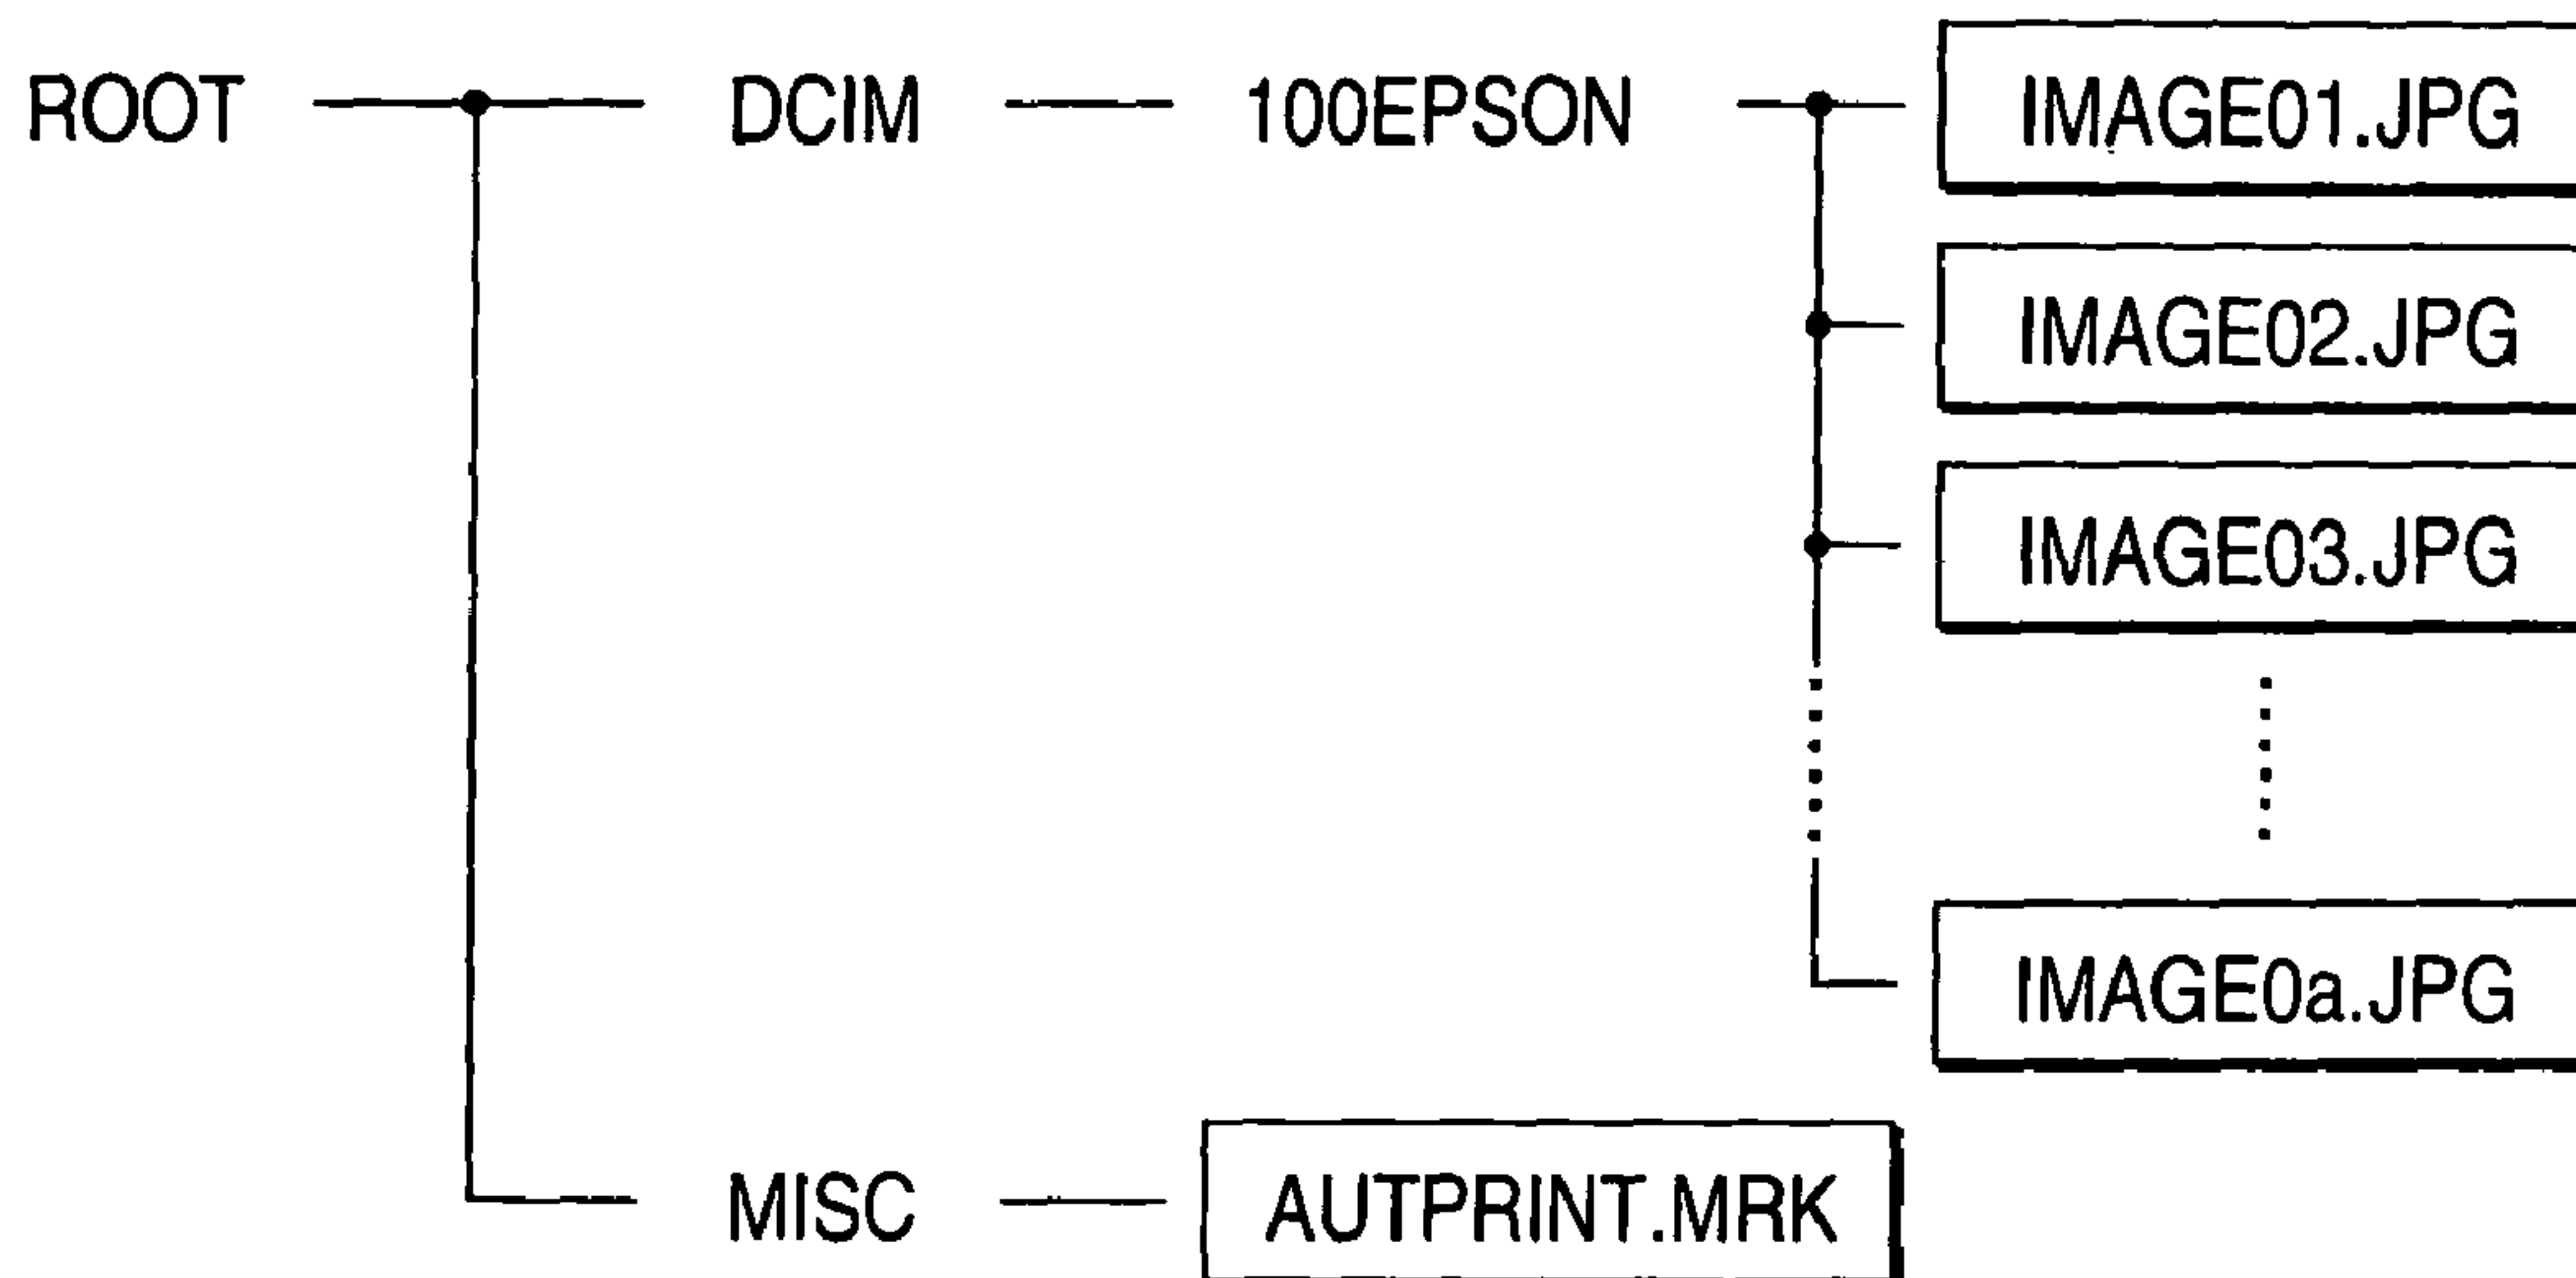 ROOT DCIM 100EPSON IMAGE01.JPG
IMAGE02.JPG
IMAGE03.JPG
IMAGE0a.JPG
MISC AUTPRINT.MRK